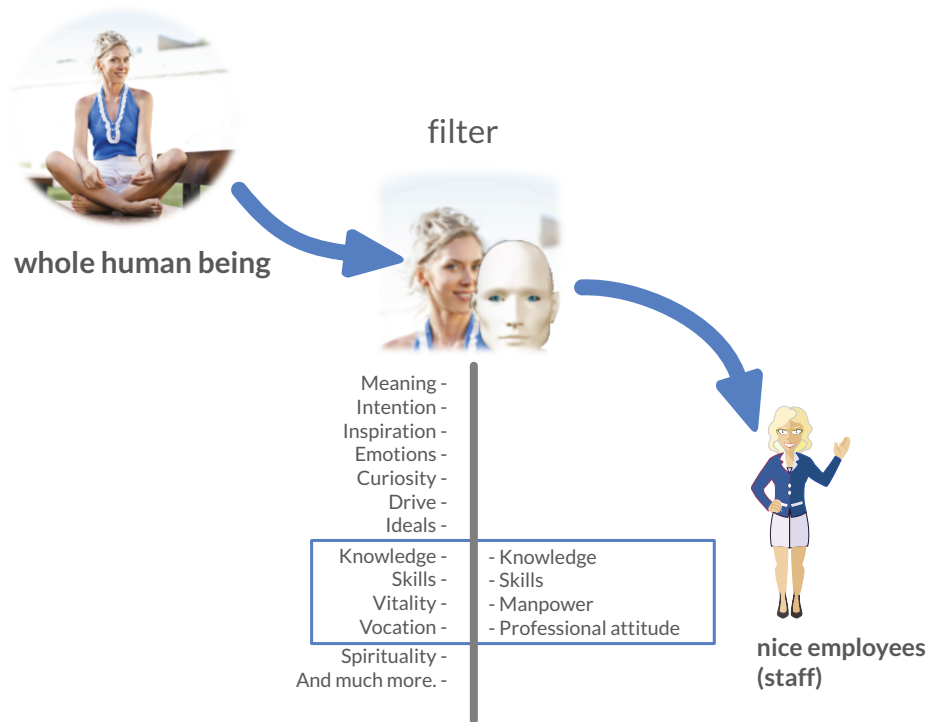 filter
whole human being
Meaning -
Intention -
Inspiration -
Emotions -
Curiosity -
Drive -
Ideals -
Knowledge -
Skills -
Vitality -
Vocation -
Spirituality -
And much more. -
- Knowledge
- Skills
- Manpower
- Professional attitude
nice employees
(staff)